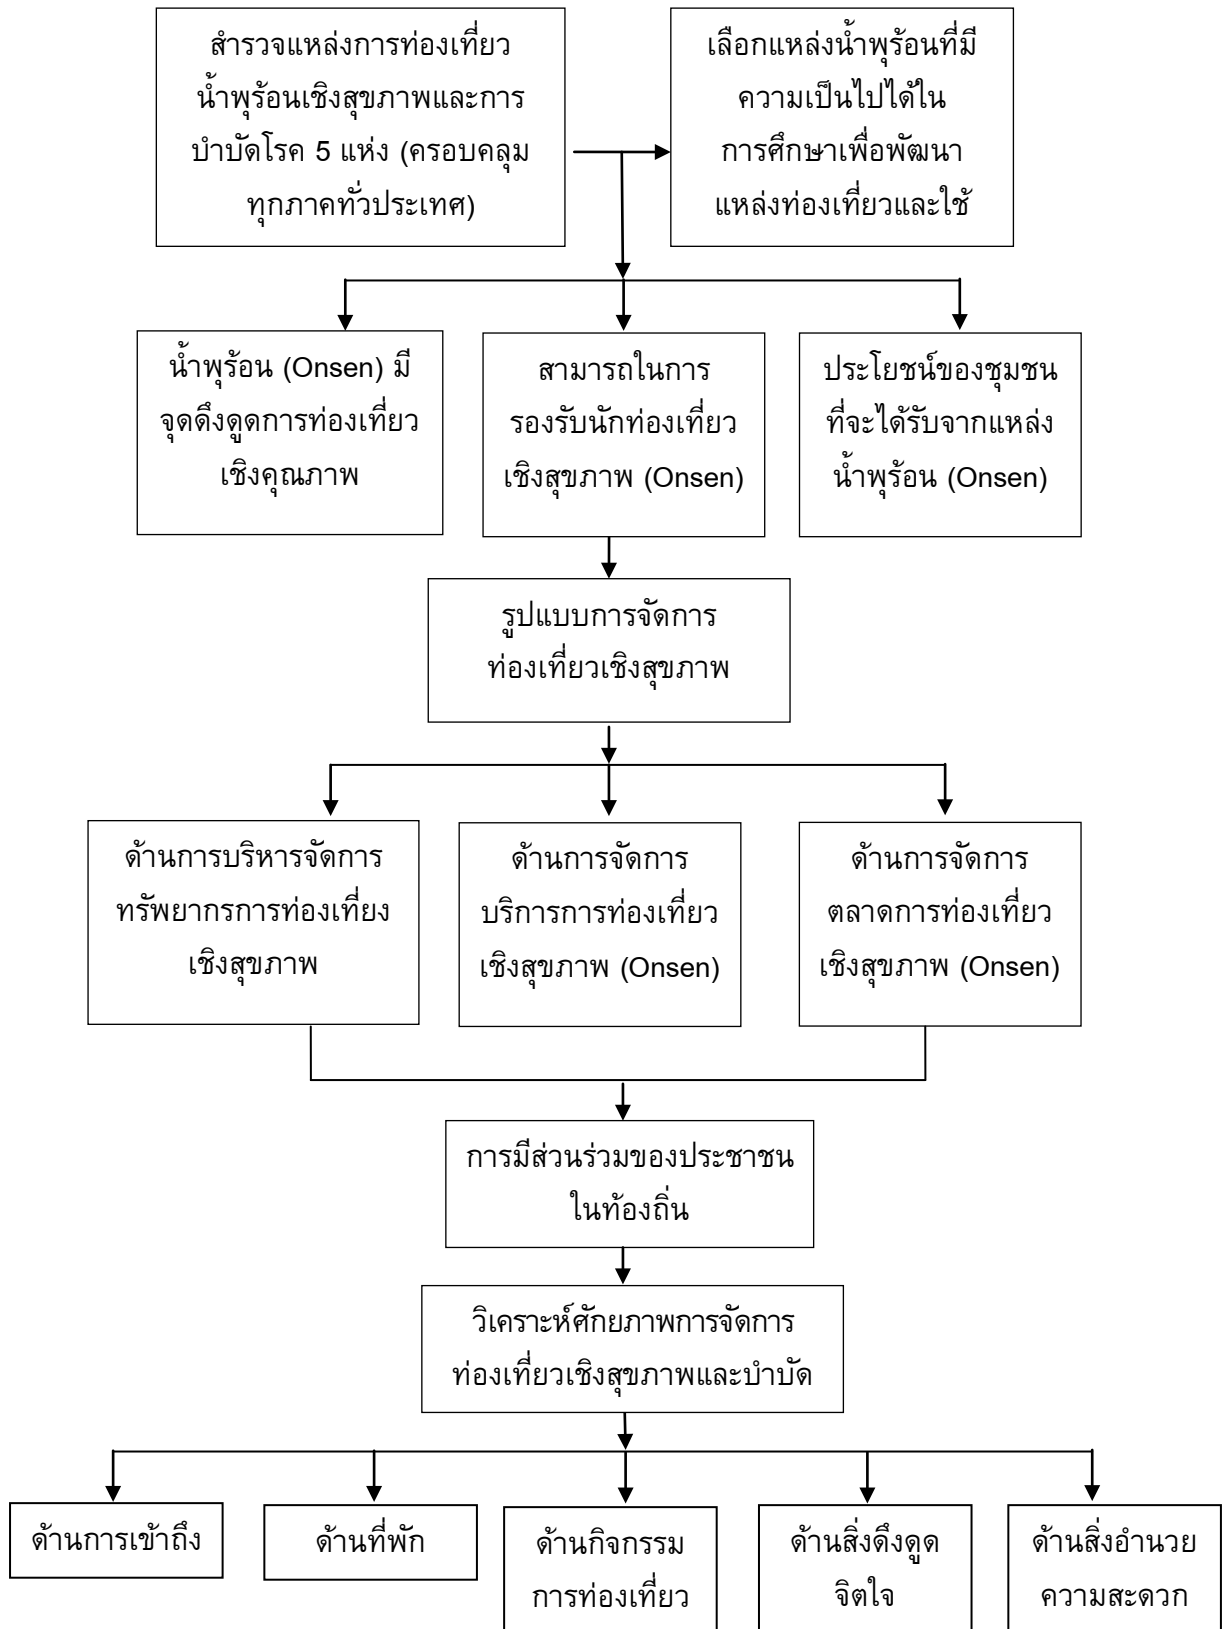 สำรวจแหล่งการท่องเที่ยว
น้ำพุร้อนเชิงสุขภาพและการ
บำบัดโรค 5 แห่ง (ครอบคลุม
ทุกภาคทั่วประเทศ)
เลือกแหล่งน้ำพุร้อนที่มี
ความเป็นไปได้ใน
การศึกษาเพื่อพัฒนา
แหล่งท่องเที่ยวและใช้
น้ำพุร้อน (Onsen) มี
จุดดึงดูดการท่องเที่ยว
เชิงคุณภาพ
สามารถในการ
รองรับนักท่องเที่ยว
เชิงสุขภาพ (Onsen)
ประโยชน์ของชุมชน
ที่จะได้รับจากแหล่ง
น้ำพุร้อน (Onsen)
รูปแบบการจัดการ
ท่องเที่ยวเชิงสุขภาพ
ด้านการบริหารจัดการ
ทรัพยากรการท่องเที่ยง
เชิงสุขภาพ
ด้านการจัดการ
บริการการท่องเที่ยว
เชิงสุขภาพ (Onsen)
ด้านการจัดการ
ตลาดการท่องเที่ยว
เชิงสุขภาพ (Onsen)
การมีส่วนร่วมของประชาชน
ในท้องถิ่น
วิเคราะห์ศักยภาพการจัดการ
ท่องเที่ยวเชิงสุขภาพและบำบัด
ด้านการเข้าถึง
ด้านที่พัก
ด้านกิจกรรม
การท่องเที่ยว
ด้านสิ่งดึงดูด
จิตใจ
ด้านสิ่งอำนวย
ความสะดวก